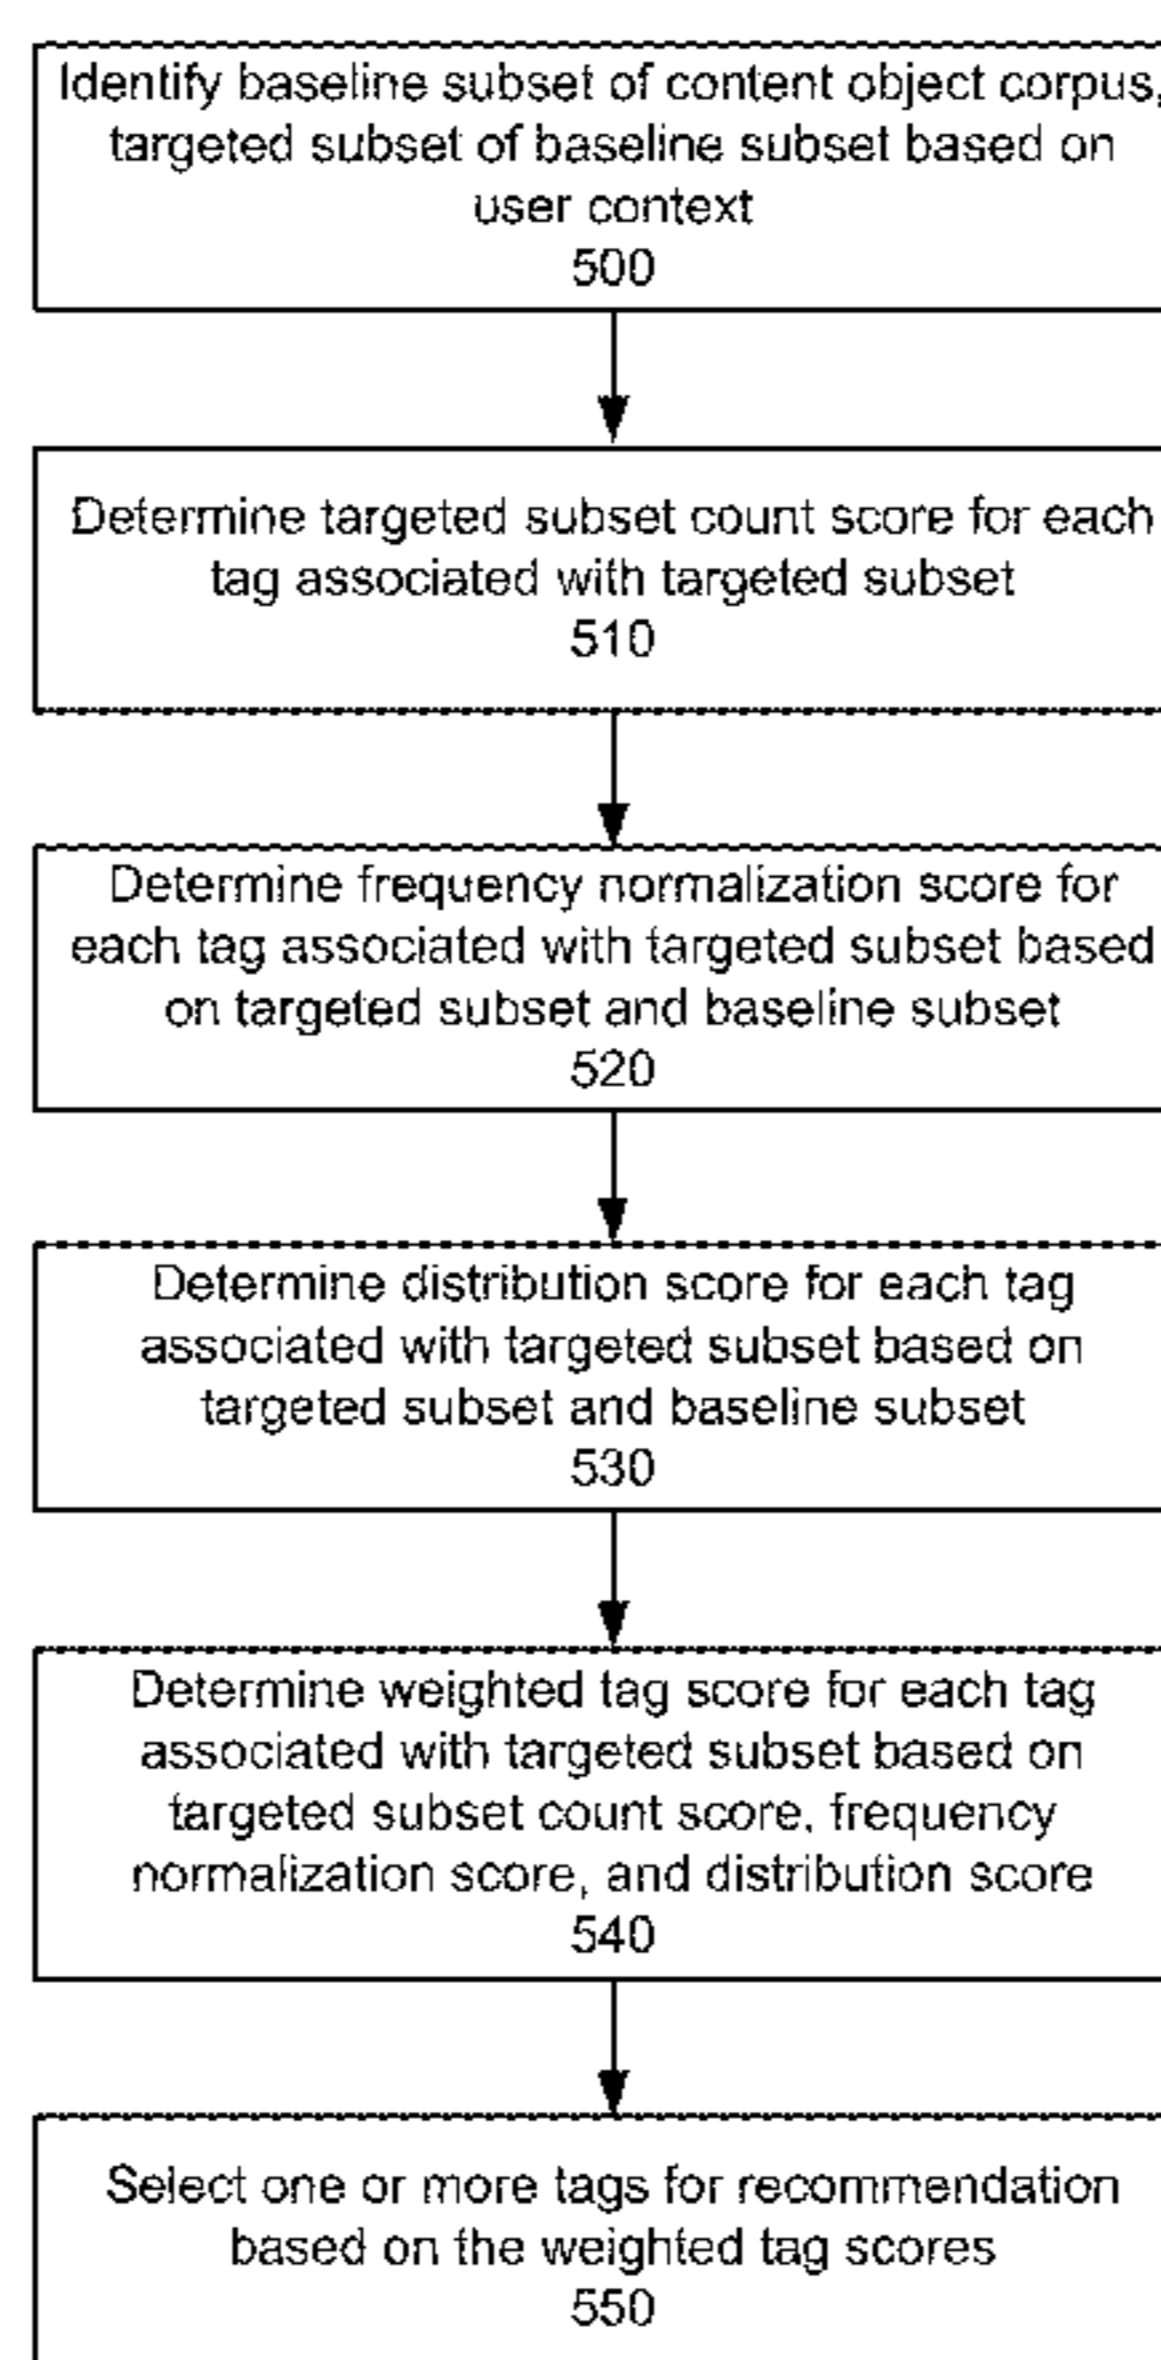 Identify baseline subset of content object corpus,
targeted subset of baseline subset based on
user context
500
Determine targeted subset count score for each
tag associated with targeted subset
510
Determine frequency normalization score for
each tag associated with targeted subset based
on targeted subset and baseline subset
520
Determine distribution score for each tag
associated with targeted subset based on
targeted subset and baseline subset
530
Determine weighted tag score for each tag
associated with targeted subset based on
targeted subset count score, frequency
normalization score, and distribution score
540
Select one or more tags for recommendation
based on the weighted tag scores
550